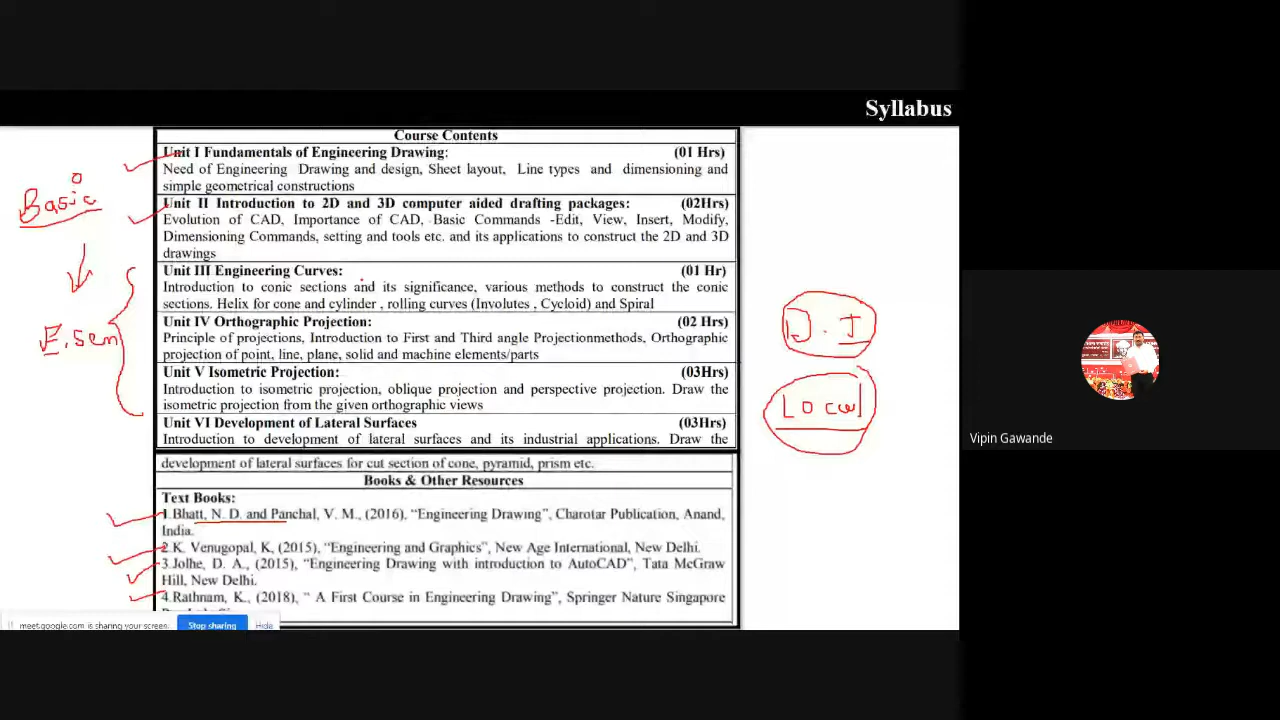 Syllabus
Course Contents
Unit I Fundamentals of Engineering Drawing: (01 Hrs)
Need of Engineering Drawing and design, Sheet layout, Line types and dimensioning and
simple geometrical constructions
Unit II Introduction to 2D and 3D computer aided drafting packages: (02Hrs)
Evolution of CAD, Importance of CAD, Basic Commands -Edit, View, Insert, Modify,
Dimensioning Commands, setting and tools etc. and its applications to construct the 2D and 3D
drawings
Unit III Engineering Curves: (01 Hr)
Introduction to conic sections and its significance, various methods to construct the conic
sections. Helix for cone and cylinder , rolling curves (Involutes , Cycloid) and Spiral
Unit IV Orthographic Projection: (02 Hrs)
Principle of projections, Introduction to First and Third angle Projectionmethods, Orthographic
projection of point, line, plane, solid and machine elements/parts
Unit V Isometric Projection: (03Hrs)
Introduction to isometric projection, oblique projection and perspective projection. Draw the
isometric projection from the given orthographic views
Unit VI Development of Lateral Surfaces (03Hrs)
Introduction to development of lateral surfaces and its industrial applications. Draw the
development of lateral surfaces for cut section of cone, pyramid, prism etc.
Books & Other Resources
Text Books:
1.Bhatt, N. D. and Panchal, V. M., (2016), “Engineering Drawing”, Charotar Publication, Anand,
India.
2.K. Venugopal, K, (2015), “Engineering and Graphics”, New Age International, New Delhi.
3.Jolhe, D. A., (2015), “Engineering Drawing with introduction to AutoCAD”, Tata McGraw
Hill, New Delhi.
4.Rathnam, K., (2018), “ A First Course in Engineering Drawing”, Springer Nature Singapore
Basic
E. Sem
D. I
Local
meet.google.com is sharing your screen. Stop sharing Hide
Vipin Gawande